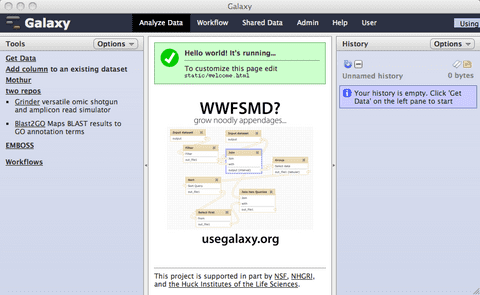 Galaxy
Galaxy
Analyze Data Workflow Shared Data Admin Help User
Using
Tools
Options
Get Data
Add column to an existing dataset
Mothur
two repos
Grinder versatile omic shotgun
and amplicon read simulator
Blast2GO Maps BLAST results to
GO annotation terms
EMBOSS
Workflows
Hello world! It's running...
To customize this page edit
static/welcome.html
WWFSMD?
grow noodly appendages...
usegalaxy.org
This project is supported in part by NSF, NHGRI,
and the Huck Institutes of the Life Sciences.
History
Options
Unnamed history 0 bytes
Your history is empty. Click 'Get
Data' on the left pane to start